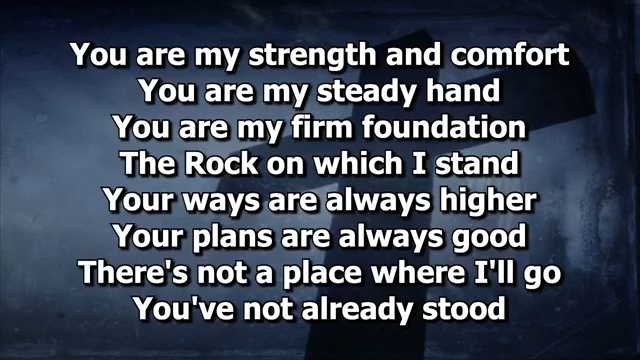 You are my strength and comfort
You are my steady hand
You are my firm foundation
The Rock on which I stand
Your ways are always higher
Your plans are always good
There's not a place where I'll go
You've not already stood